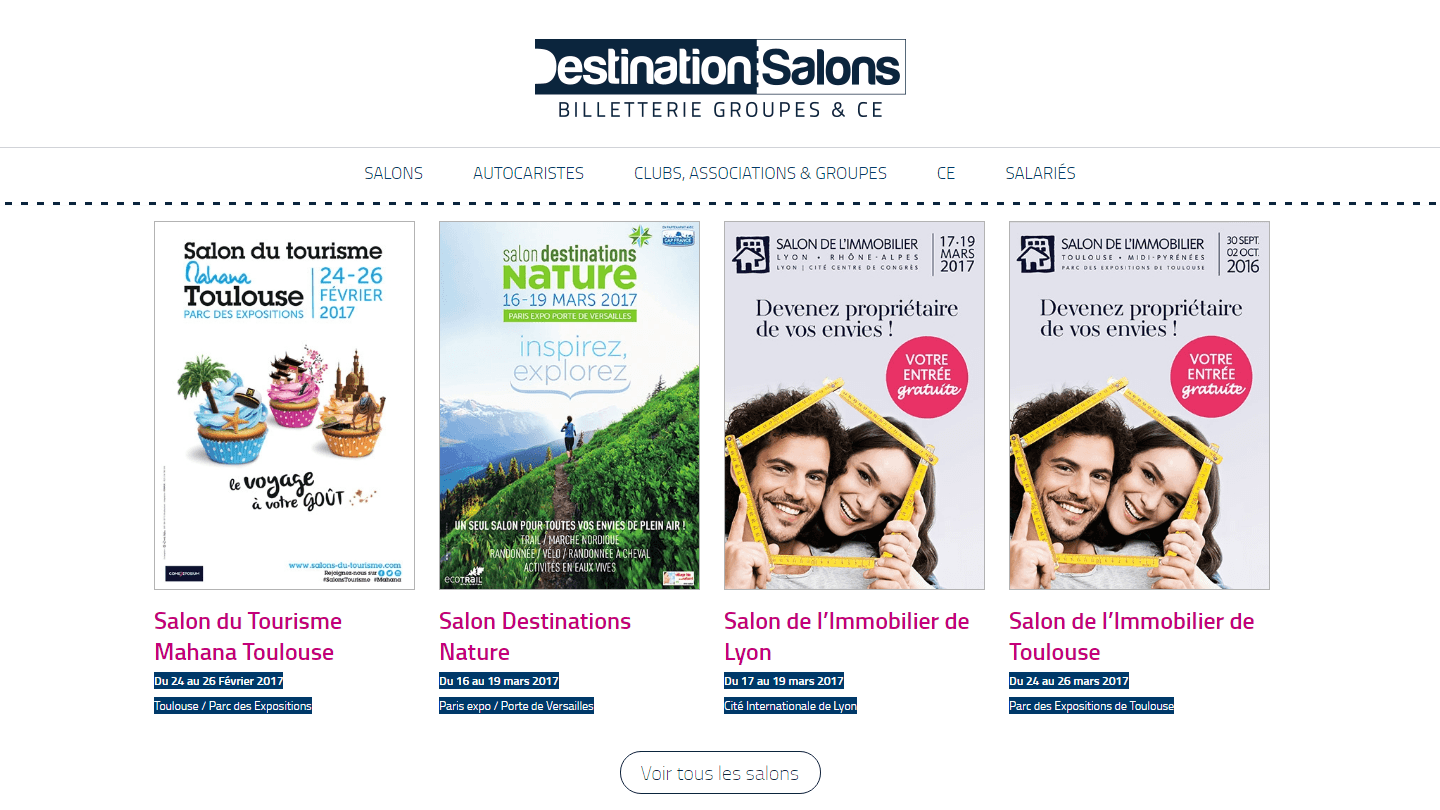 Destination Salons
BILLETTERIE GROUPES & CE
SALONS
AUTOCARISTES
CLUBS, ASSOCIATIONS & GROUPES
CE
SALARIÉS
Salon du tourisme
Mahana
Toulouse
PARC DES EXPOSITIONS
24-26
FÉVRIER
2017
le voyage
à votre GOÛT
www.salons-du-tourisme.com
Rejoignez-nous sur
#SalonsTourisme #Mahana
COMEXPOSIUM
CAP FRANCE
salon destinations
NATURE
16-19 MARS 2017
PARIS EXPO PORTE DE VERSAILLES
inspirez,
explorez
UN SEUL SALON POUR TOUTES VOS ENVIES DE PLEIN AIR !
TRAIL / MARCHE NORDIQUE
RANDONNÉE / VÉLO / RANDONNÉE À CHEVAL
ACTIVITÉS EN EAUX VIVES
ECOTRAIL
SALON DE L'IMMOBILIER
LYON • RHÔNE-ALPES
LYON | CITÉ CENTRE DE CONGRÈS
17-19
MARS
2017
Devenez propriétaire
de vos envies !
VOTRE
ENTRÉE
gratuite
SALON DE L'IMMOBILIER
TOULOUSE • MIDI-PYRÉNÉES
PARC DES EXPOSITIONS DE TOULOUSE
30 SEPT.
02 OCT.
2016
Devenez propriétaire
de vos envies !
VOTRE
ENTRÉE
gratuite
Salon du Tourisme
Mahana Toulouse
Du 24 au 26 Février 2017
Toulouse / Parc des Expositions
Salon Destinations
Nature
Du 16 au 19 mars 2017
Paris expo / Porte de Versailles
Salon de l’Immobilier de
Lyon
Du 17 au 19 mars 2017
Cité Internationale de Lyon
Salon de l’Immobilier de
Toulouse
Du 24 au 26 mars 2017
Parc des Expositions de Toulouse
Voir tous les salons